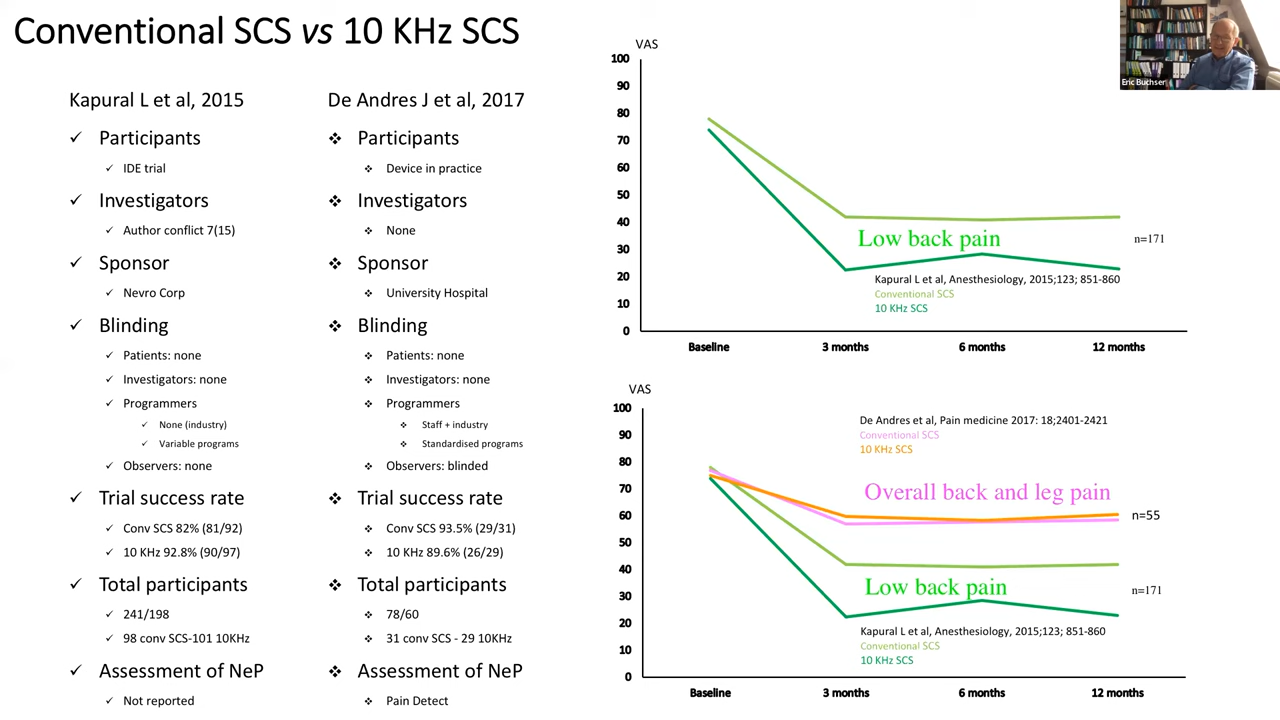 Conventional SCS vs 10 KHz SCS
Kapural L et al, 2015
✓ Participants
✓ IDE trial
✓ Investigators
✓ Author conflict 7(15)
✓ Sponsor
✓ Nevro Corp
✓ Blinding
✓ Patients: none
✓ Investigators: none
✓ Programmers
✓ None (industry)
✓ Variable programs
✓ Observers: none
✓ Trial success rate
✓ Conv SCS 82% (81/92)
✓ 10 KHz 92.8% (90/97)
✓ Total participants
✓ 241/198
✓ 98 conv SCS-101 10KHz
✓ Assessment of NeP
✓ Not reported
De Andres J et al, 2017
❖ Participants
❖ Device in practice
❖ Investigators
❖ None
❖ Sponsor
❖ University Hospital
❖ Blinding
❖ Patients: none
❖ Investigators: none
❖ Programmers
❖ Staff + industry
❖ Standardised programs
❖ Observers: blinded
❖ Trial success rate
❖ Conv SCS 93.5% (29/31)
❖ 10 KHz 89.6% (26/29)
❖ Total participants
❖ 78/60
❖ 31 conv SCS - 29 10KHz
❖ Assessment of NeP
❖ Pain Detect
VAS
100
90
80
70
60
50
40
30
20
10
0
Low back pain
n=171
Kapural L et al, Anesthesiology, 2015;123; 851-860
Conventional SCS
10 KHz SCS
Baseline 3 months 6 months 12 months
VAS
100
90
80
70
60
50
40
30
20
10
0
De Andres et al, Pain medicine 2017: 18;2401-2421
Conventional SCS
10 KHz SCS
Overall back and leg pain
n=55
Low back pain
n=171
Kapural L et al, Anesthesiology, 2015;123; 851-860
Conventional SCS
10 KHz SCS
Baseline 3 months 6 months 12 months
Eric Buchser